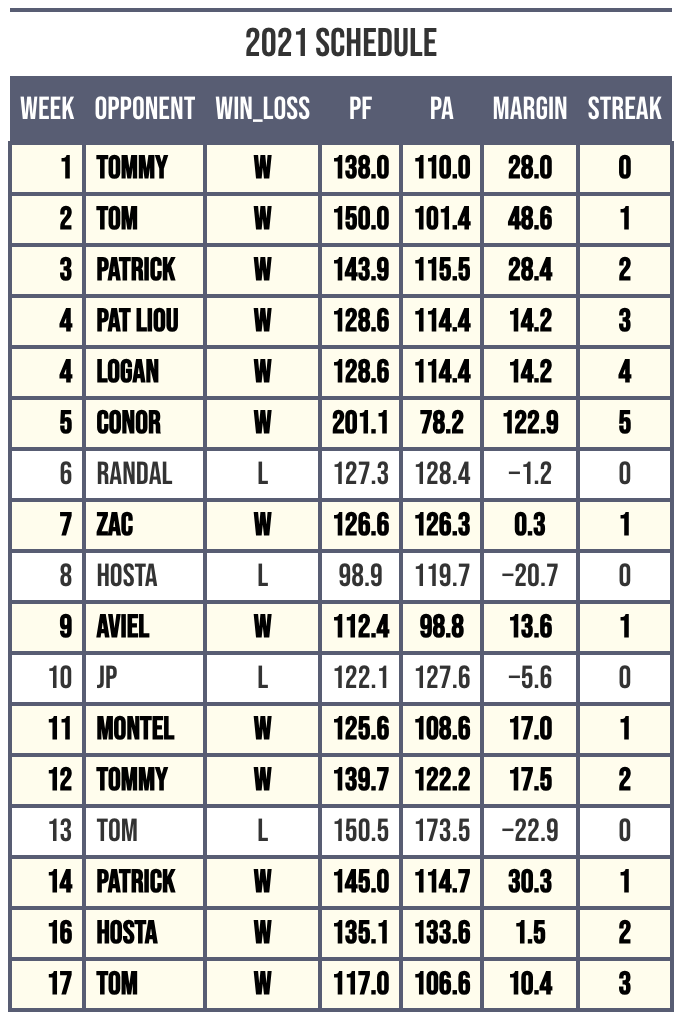 2021 SCHEDULE
WEEK OPPONENT WIN_LOSS PF PA MARGIN STREAK
1 TOMMY W 138.0 110.0 28.0 0
2 TOM W 150.0 101.4 48.6 1
3 PATRICK W 143.9 115.5 28.4 2
4 PAT LIOU W 128.6 114.4 14.2 3
4 LOGAN W 128.6 114.4 14.2 4
5 CONOR W 201.1 78.2 122.9 5
6 RANDAL L 127.3 128.4 −1.2 0
7 ZAC W 126.6 126.3 0.3 1
8 HOSTA L 98.9 119.7 −20.7 0
9 AVIEL W 112.4 98.8 13.6 1
10 JP L 122.1 127.6 −5.6 0
11 MONTEL W 125.6 108.6 17.0 1
12 TOMMY W 139.7 122.2 17.5 2
13 TOM L 150.5 173.5 −22.9 0
14 PATRICK W 145.0 114.7 30.3 1
16 HOSTA W 135.1 133.6 1.5 2
17 TOM W 117.0 106.6 10.4 3